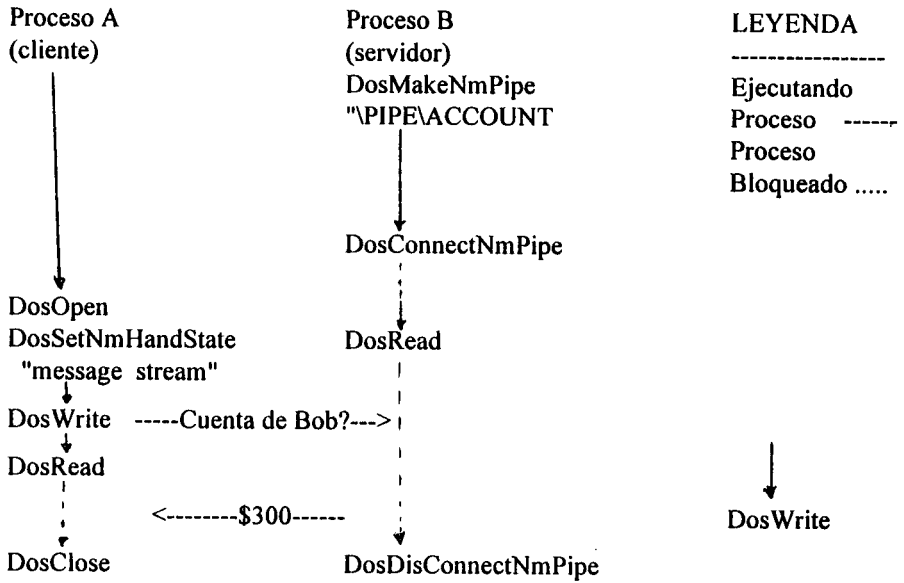 Proceso A
(cliente)
DosOpen
DosSetNmHandState
"message stream"
DosWrite -----Cuenta de Bob?--->
DosRead
<--------$300------
DosClose
Proceso B
(servidor)
DosMakeNmPipe
"\PIPE\ACCOUNT
DosConnectNmPipe
DosRead
DosDisConnectNmPipe
LEYENDA
-----------------
Ejecutando
Proceso ------
Proceso
Bloqueado .....
DosWrite